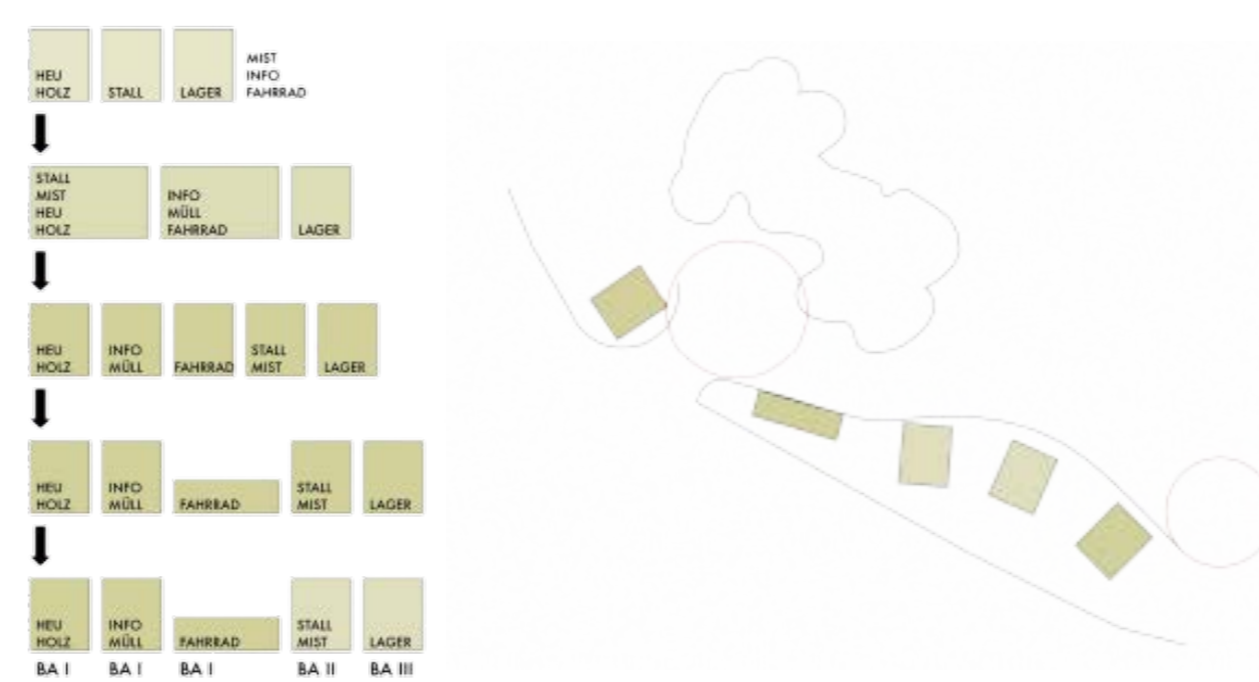 HEU
HOLZ
STALL
LAGER
MIST
INFO
FAHRRAD
STALL
MIST
HEU
HOLZ
INFO
MÜLL
FAHRRAD
LAGER
HEU
HOLZ
INFO
MÜLL
FAHRRAD
STALL
MIST
LAGER
HEU
HOLZ
INFO
MÜLL
FAHRRAD
STALL
MIST
LAGER
HEU
HOLZ
INFO
MÜLL
FAHRRAD
STALL
MIST
LAGER
BA I
BA I
BA I
BA II
BA III